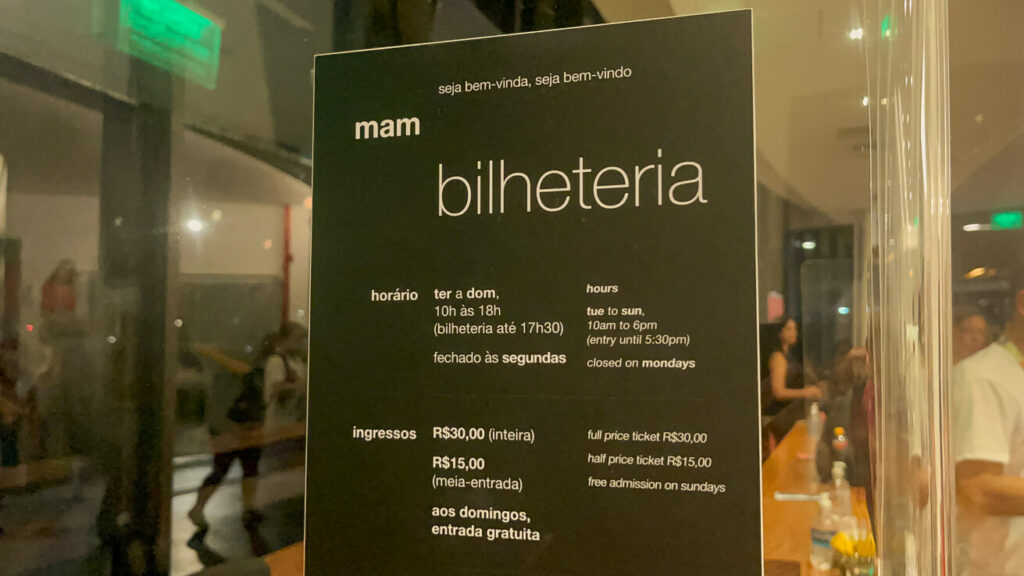 seja bem-vinda, seja bem-vindo
mam
bilheteria
horário
ter a dom,
10h às 18h
(bilheteria até 17h30)
fechado às segundas
hours
tue to sun,
10am to 6pm
(entry until 5:30pm)
closed on mondays
ingressos
R$30,00 (inteira)
R$15,00
(meia-entrada)
aos domingos,
entrada gratuita
full price ticket R$30,00
half price ticket R$15,00
free admission on sundays